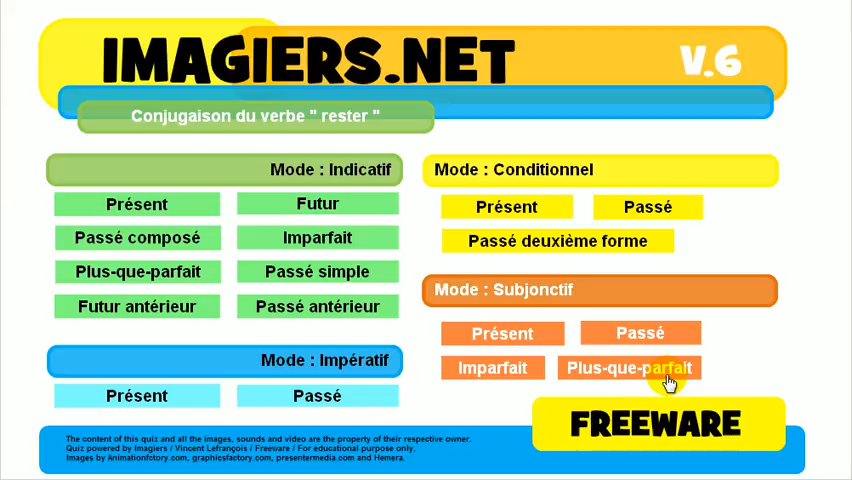 IMAGIERS.NET
V.6
Conjugaison du verbe " rester "
Mode : Indicatif
Présent
Futur
Passé composé
Imparfait
Plus-que-parfait
Passé simple
Futur antérieur
Passé antérieur
Mode : Impératif
Présent
Passé
Mode : Conditionnel
Présent
Passé
Passé deuxième forme
Mode : Subjonctif
Présent
Passé
Imparfait
Plus-que-parfait
FREEWARE
The content of this quiz and all the images, sounds and video are the property of their respective owner.
Quiz powered by Imagiers / Vincent Lefrançois / Freeware / For educational purpose only.
Images by Animationfctory.com, graphicsfactory.com, presentermedia.com and Hemera.